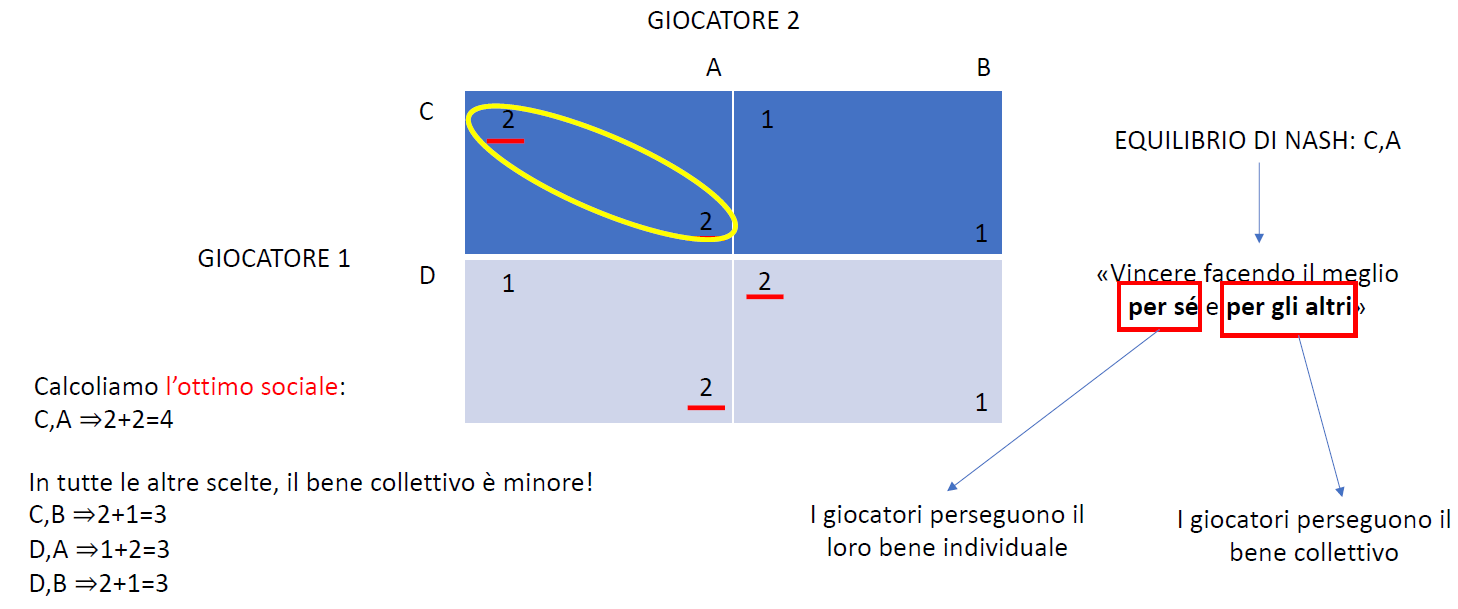 GIOCATORE 2
A B
C 2 1
2 1
EQUILIBRIO DI NASH: C,A
GIOCATORE 1
D 1 2
2 1
«Vincere facendo il meglio
per sé e per gli altri»
Calcoliamo l'ottimo sociale:
C,A ⇒2+2=4
In tutte le altre scelte, il bene collettivo è minore!
C,B ⇒2+1=3
D,A ⇒1+2=3
D,B ⇒2+1=3
I giocatori perseguono il
loro bene individuale
I giocatori perseguono il
bene collettivo